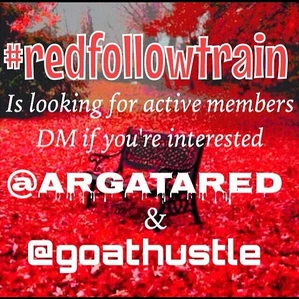 #redfollowtrain
Is looking for active members
DM if you're interested
@ARGATARED
&
@goathustle